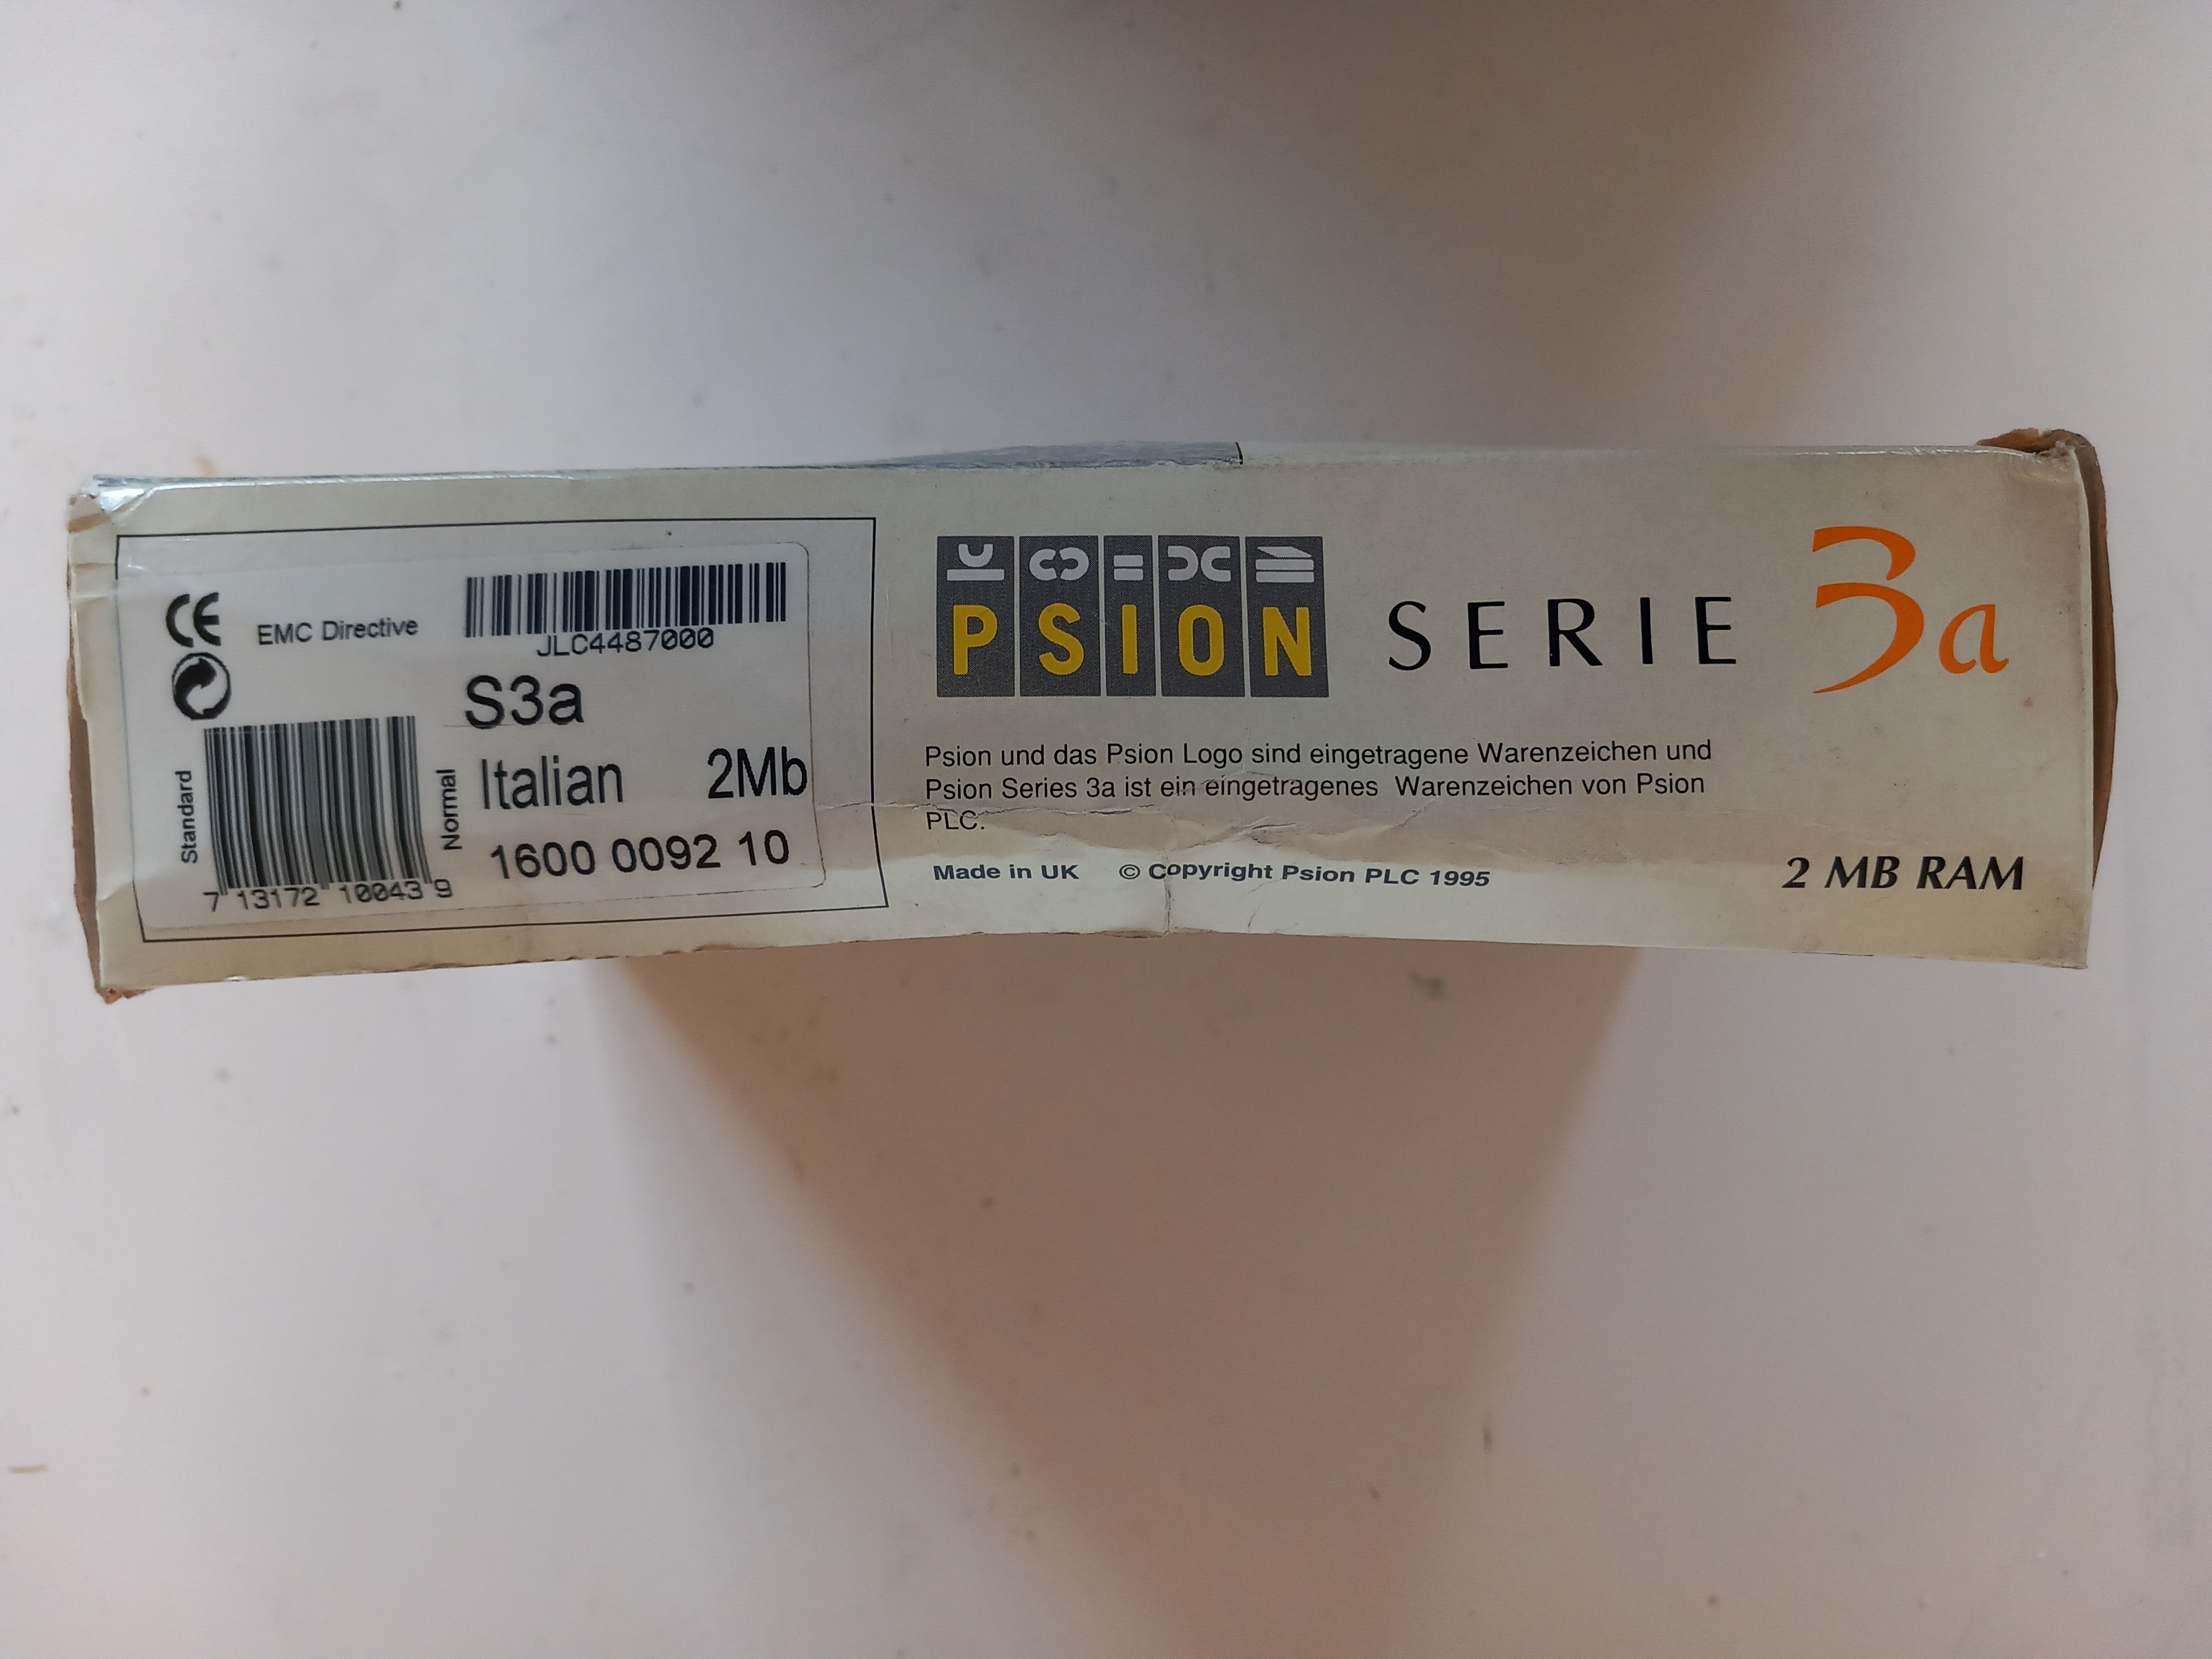 CE
EMC Directive
JLC4487000
S3a
Italian 2Mb
1600 0092 10
Standard
Normal
7 13172 10043 9
PSION SERIE 3a
Psion und das Psion Logo sind eingetragene Warenzeichen und
Psion Series 3a ist ein eingetragenes Warenzeichen von Psion
PLC.
Made in UK © Copyright Psion PLC 1995
2 MB RAM